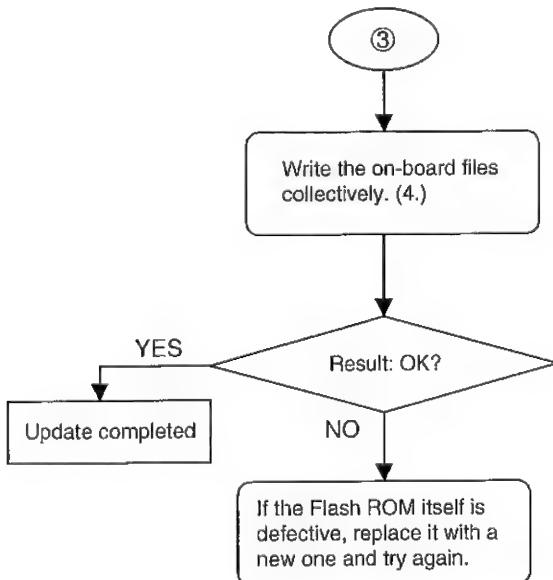 ③
Write the on-board files
collectively. (4.)
YES
Result: OK?
Update completed
NO
If the Flash ROM itself is
defective, replace it with a
new one and try again.